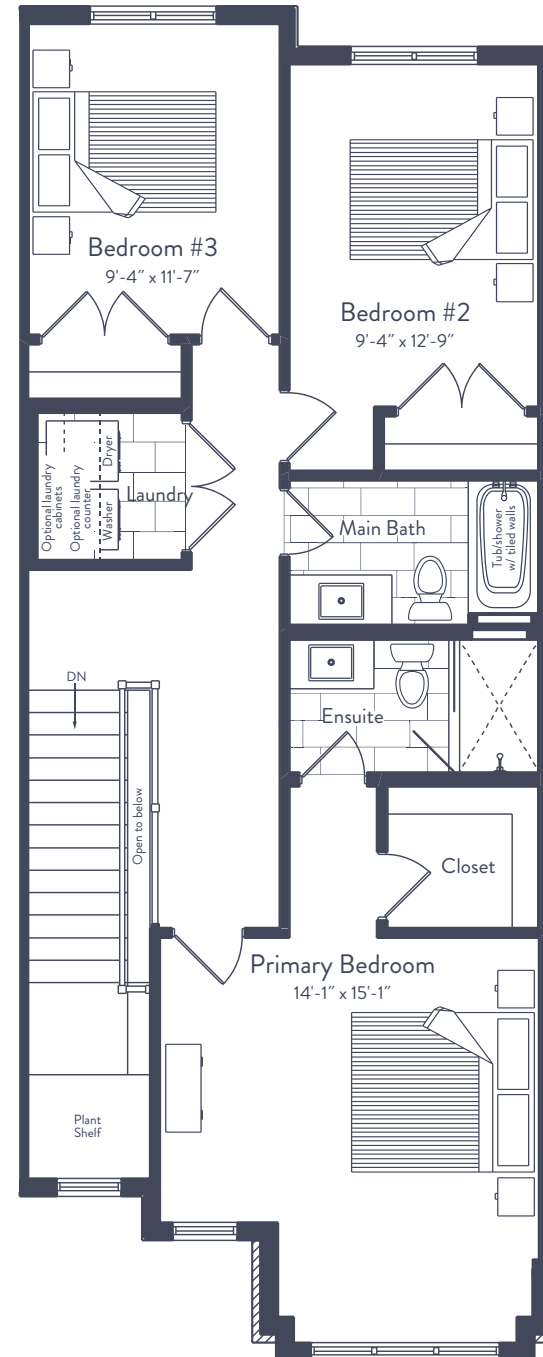 Bedroom #3
9'-4″ x 11'-7″
Bedroom #2
9'-4″ x 12'-9″
Optional laundry
cabinets
Optional laundry
counter
Dryer
Washer
Laundry
Main Bath
Tub/shower
w/ tiled walls
DN
Ensuite
Open to below
Closet
Primary Bedroom
14'-1″ x 15'-1″
Plant
Shelf